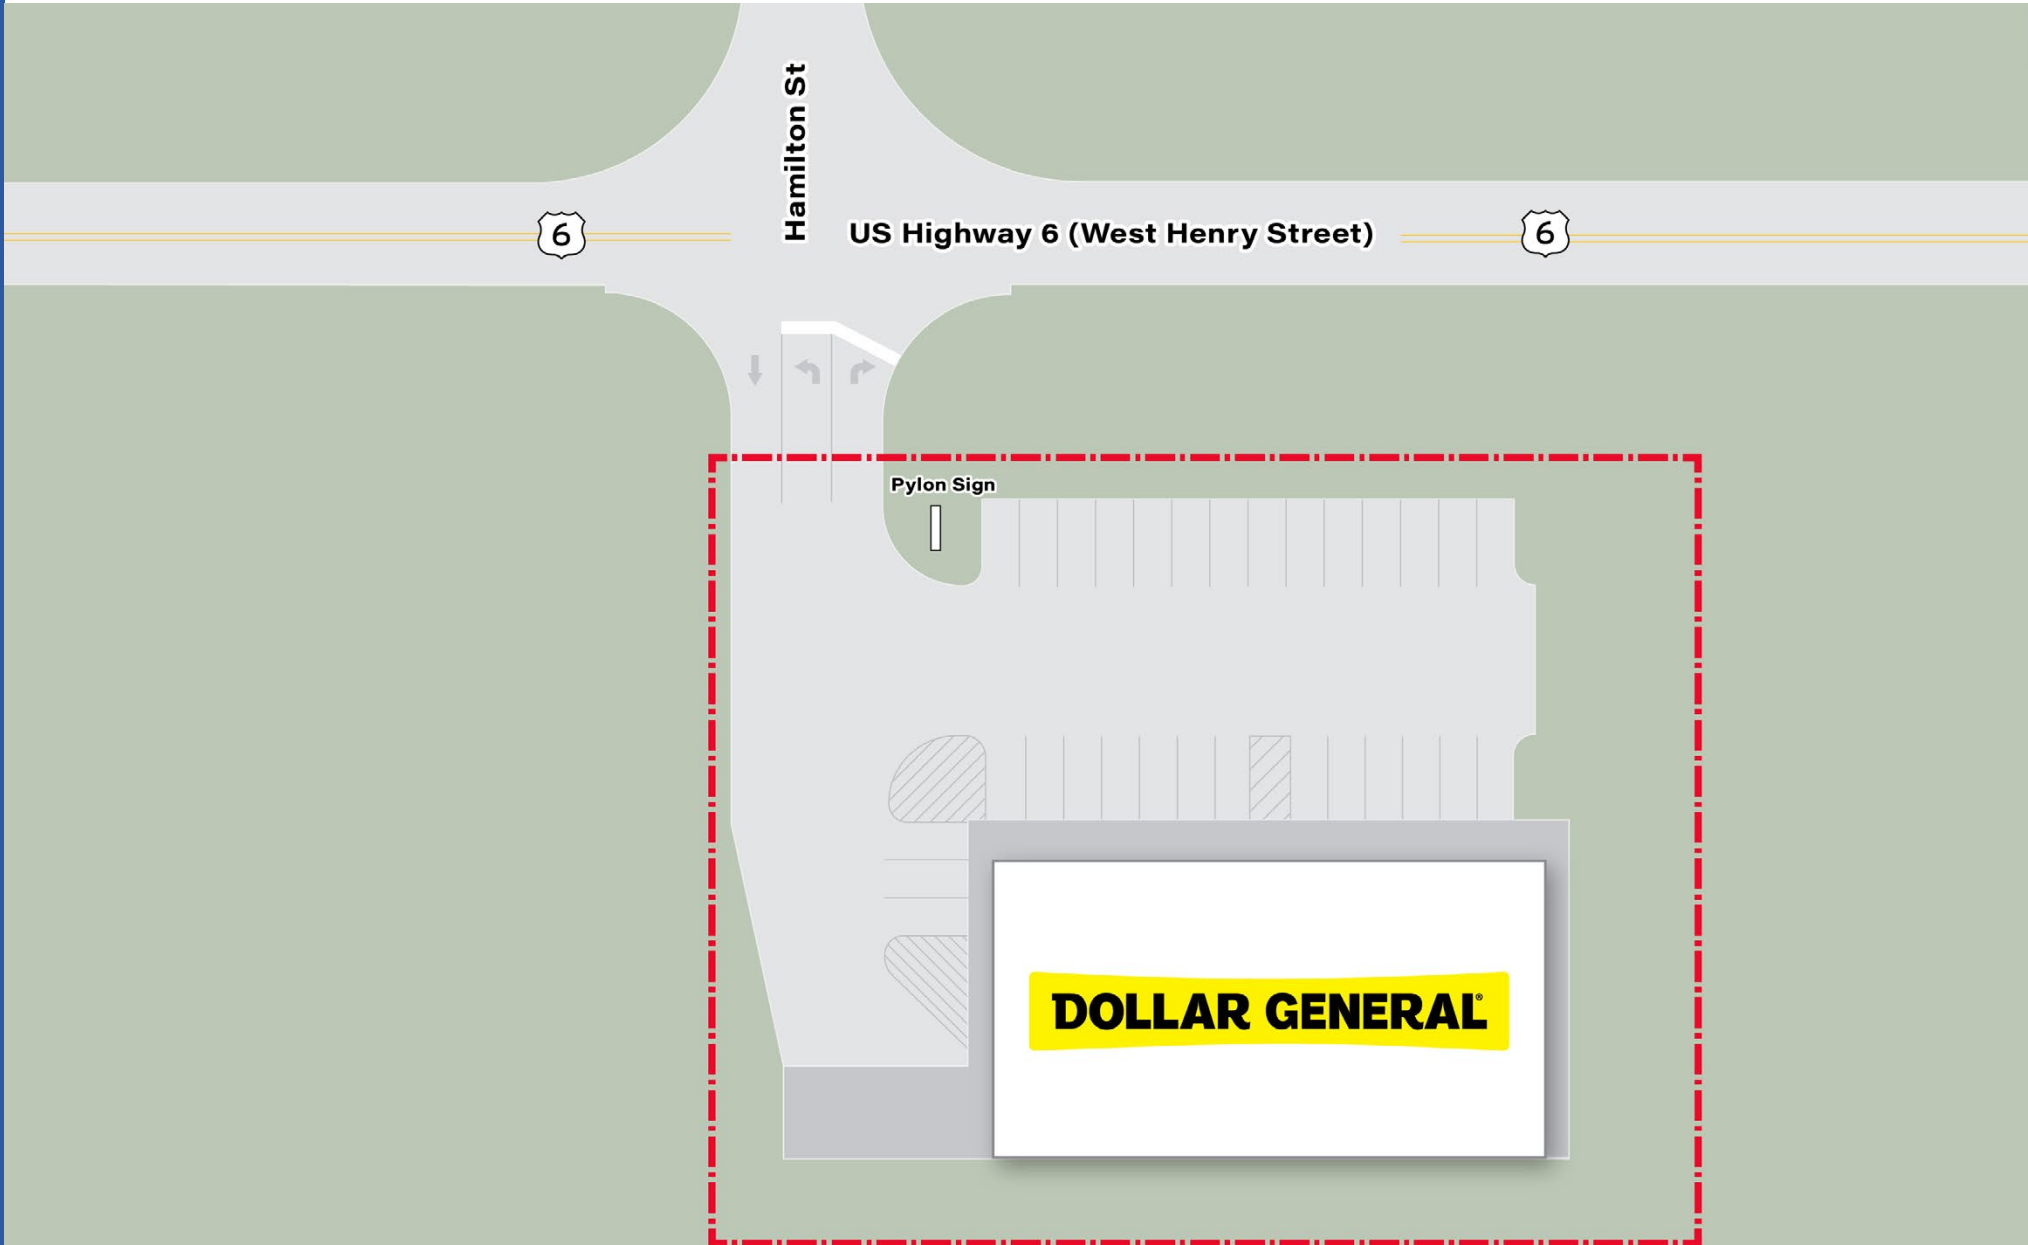 Hamilton St
6
US Highway 6 (West Henry Street)
6
Pylon Sign
DOLLAR GENERAL®